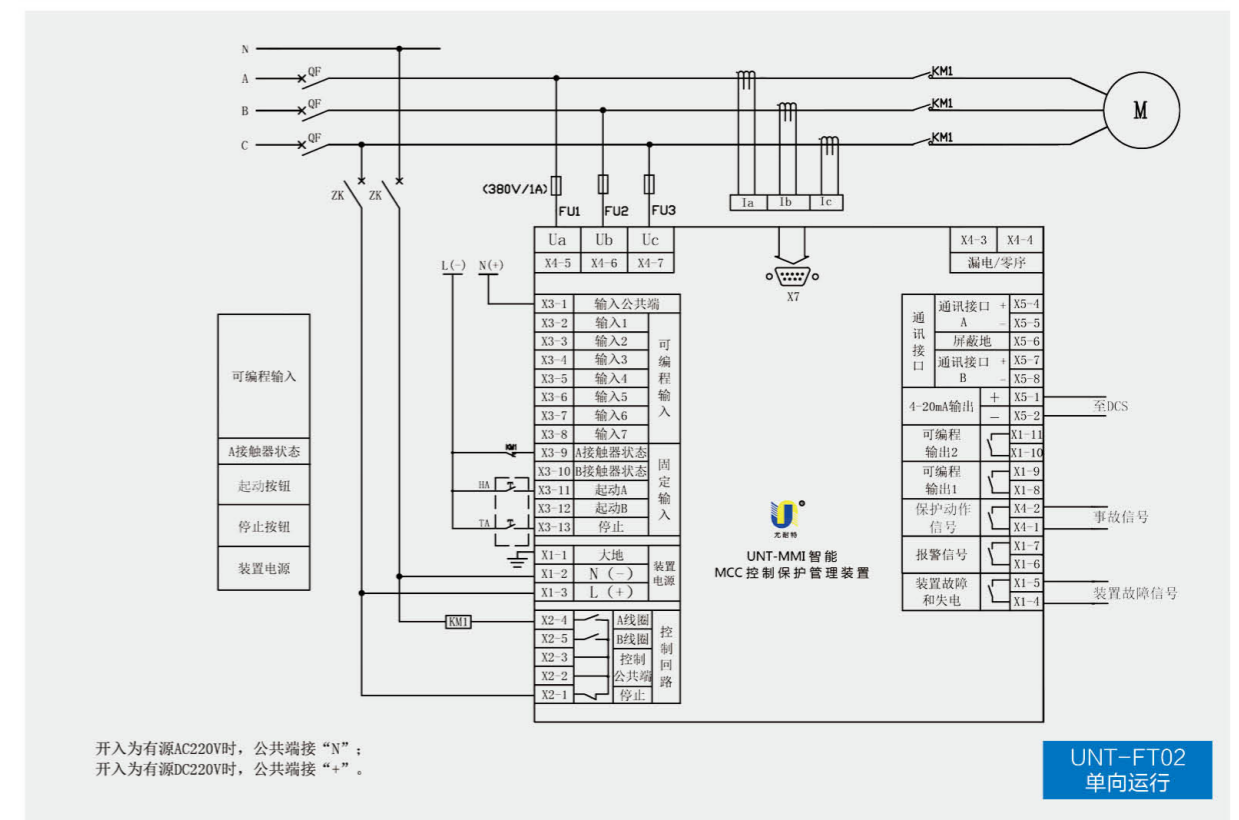 N
A QF KM1
B QF KM1 M
C QF KM1
ZK ZK (380V/1A)
FU1 FU2 FU3
Ia Ib Ic
Ua Ub Uc
X4-5 X4-6 X4-7
X4-3 X4-4
漏电/零序
L(-) N(+)
X7
X3-1 输入公共端
X3-2 输入1
X3-3 输入2
X3-4 输入3
X3-5 输入4
X3-6 输入5
X3-7 输入6
X3-8 输入7
可编程输入
KM1 X3-9 A接触器状态
X3-10 B接触器状态
HA X3-11 起动A
X3-12 起动B
TA X3-13 停止
固定输入
X1-1 大地
X1-2 N (-)
X1-3 L (+)
装置电源
KM1 X2-4 A线圈
X2-5 B线圈
X2-3 控制
X2-2 公共端
X2-1 停止
控制回路
可编程输入
A接触器状态
起动按钮
停止按钮
装置电源
通讯接口
通讯接口 + X5-4
A - X5-5
屏蔽地 X5-6
通讯接口 + X5-7
B - X5-8
4-20mA输出 + X5-1
- X5-2
至DCS
可编程 X1-11
输出2 X1-10
可编程 X1-9
输出1 X1-8
保护动作 X4-2
信号 X4-1
事故信号
报警信号 X1-7
X1-6
装置故障 X1-5
和失电 X1-4
装置故障信号
尤耐特
UNT-MMI 智能
MCC 控制保护管理装置
开入为有源AC220V时，公共端接“N”；
开入为有源DC220V时，公共端接“+”。
UNT-FT02
单向运行